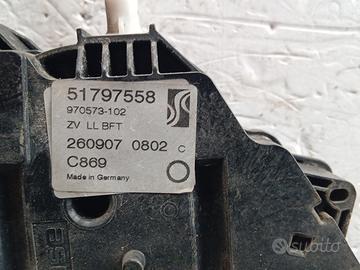 51797558
970573-102
ZV LL BFT
260907 0802 C
C869
Made in Germany
subito